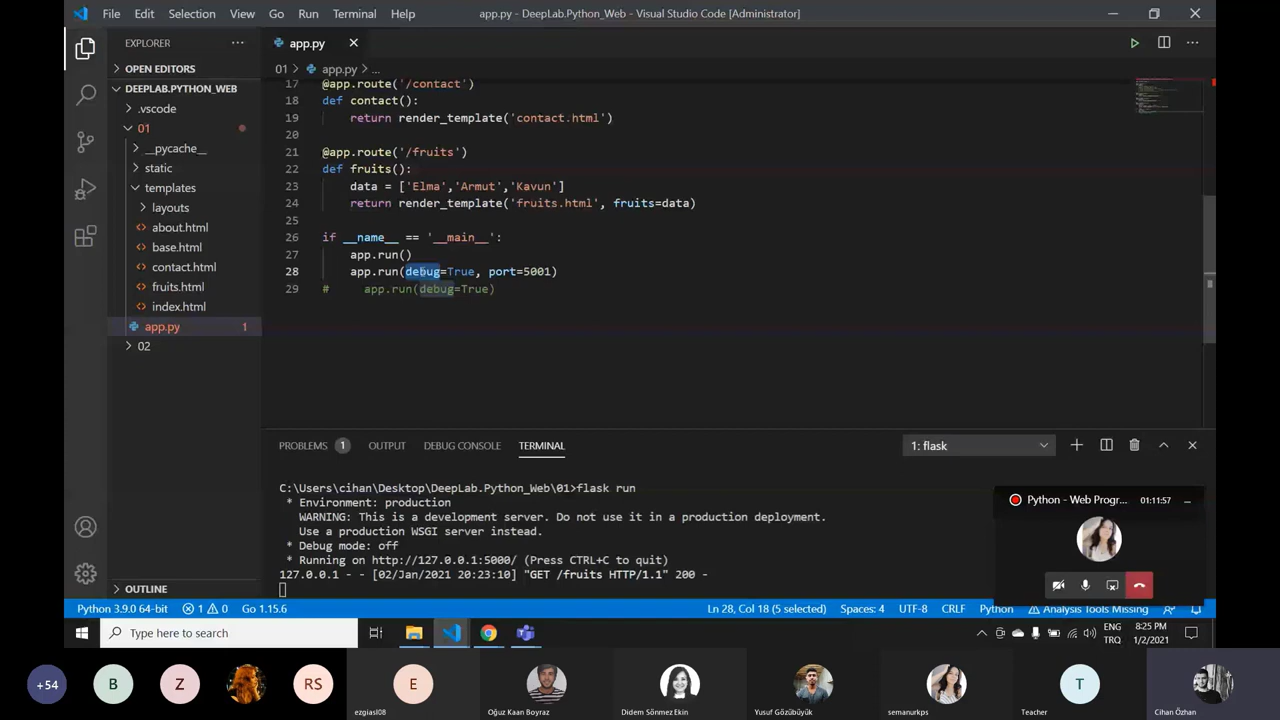 File Edit Selection View Go Run Terminal Help
app.py - DeepLab.Python_Web - Visual Studio Code [Administrator]
EXPLORER
OPEN EDITORS
DEEPLAB.PYTHON_WEB
.vscode
01
__pycache__
static
templates
layouts
about.html
base.html
contact.html
fruits.html
index.html
app.py 1
02
OUTLINE
app.py
01 > app.py > ...
17 @app.route('/contact')
18 def contact():
19 return render_template('contact.html')
20
21 @app.route('/fruits')
22 def fruits():
23 data = ['Elma','Armut','Kavun']
24 return render_template('fruits.html', fruits=data)
25
26 if __name__ == '__main__':
27 app.run()
28 app.run(debug=True, port=5001)
29 # app.run(debug=True)
PROBLEMS 1 OUTPUT DEBUG CONSOLE TERMINAL
1: flask
C:\Users\cihan\Desktop\DeepLab.Python_Web\01>flask run
* Environment: production
WARNING: This is a development server. Do not use it in a production deployment.
Use a production WSGI server instead.
* Debug mode: off
* Running on http://127.0.0.1:5000/ (Press CTRL+C to quit)
127.0.0.1 - - [02/Jan/2021 20:23:10] "GET /fruits HTTP/1.1" 200 -
Python - Web Progr... 01:11:57
Python 3.9.0 64-bit 1 0 Go 1.15.6 Ln 28, Col 18 (5 selected) Spaces: 4 UTF-8 CRLF Python Analysis Tools Missing
Type here to search
ENG
TRQ
8:25 PM
1/2/2021
+54 B Z RS E T
ezgiasl08 Oğuz Kaan Boyraz Didem Sönmez Ekin Yusuf Gözübüyük semanurkps Teacher Cihan Özhan